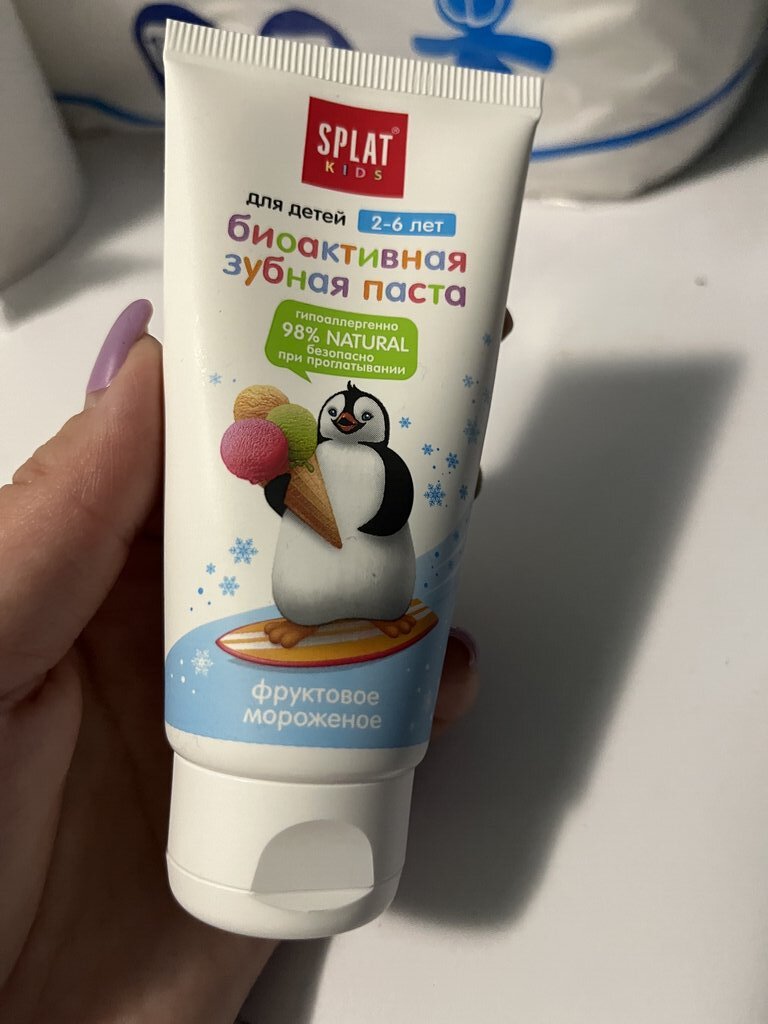 SPLAT®
KIDS
для детей 2-6 лет
биоактивная
зубная паста
гипоаллергенно
98% NATURAL
безопасно
при проглатывании
фруктовое
мороженое